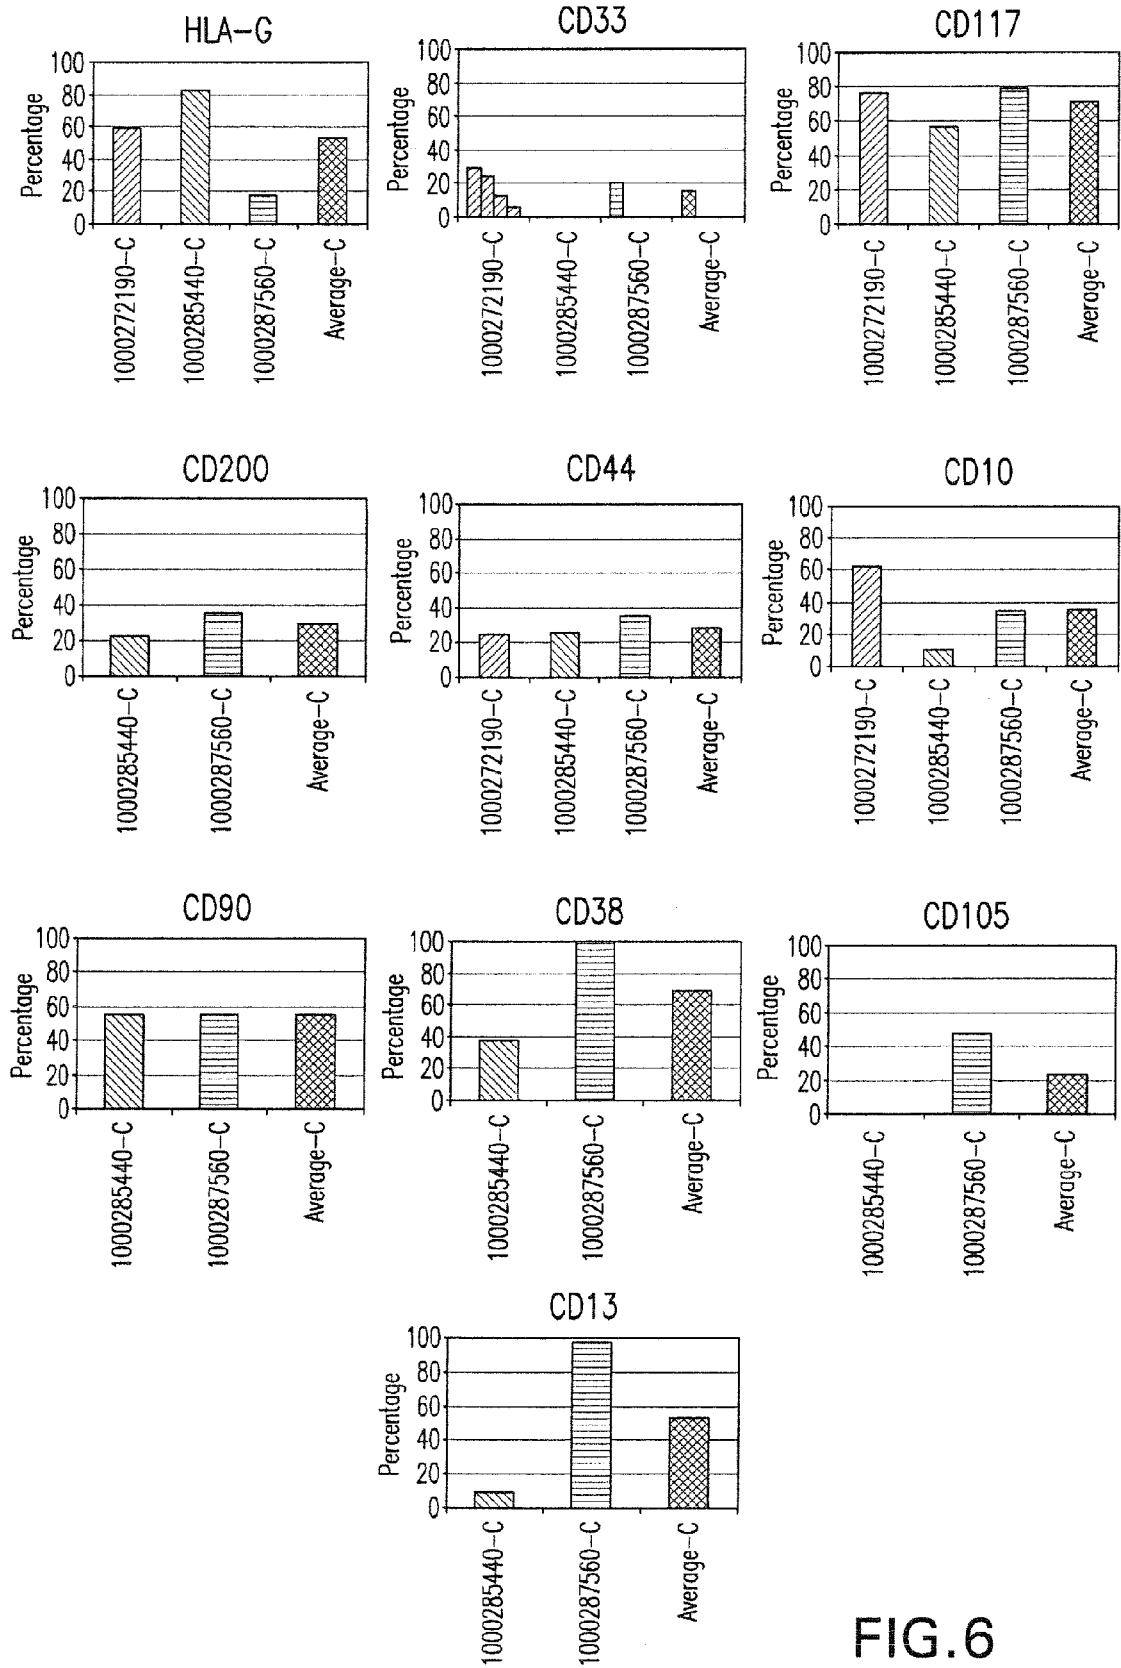 HLA-G
Percentage
100
80
60
40
20
0
1000272190-C
1000285440-C
1000287560-C
Average-C
CD33
Percentage
100
80
60
40
20
0
1000272190-C
1000285440-C
1000287560-C
Average-C
CD117
Percentage
100
80
60
40
20
0
1000272190-C
1000285440-C
1000287560-C
Average-C
CD200
Percentage
100
80
60
40
20
0
1000285440-C
1000287560-C
Average-C
CD44
Percentage
100
80
60
40
20
0
1000272190-C
1000285440-C
1000287560-C
Average-C
CD10
Percentage
100
80
60
40
20
0
1000272190-C
1000285440-C
1000287560-C
Average-C
CD90
Percentage
100
80
60
40
20
0
1000285440-C
1000287560-C
Average-C
CD38
Percentage
100
80
60
40
20
0
1000285440-C
1000287560-C
Average-C
CD105
Percentage
100
80
60
40
20
0
1000285440-C
1000287560-C
Average-C
CD13
Percentage
100
80
60
40
20
0
1000285440-C
1000287560-C
Average-C
FIG.6